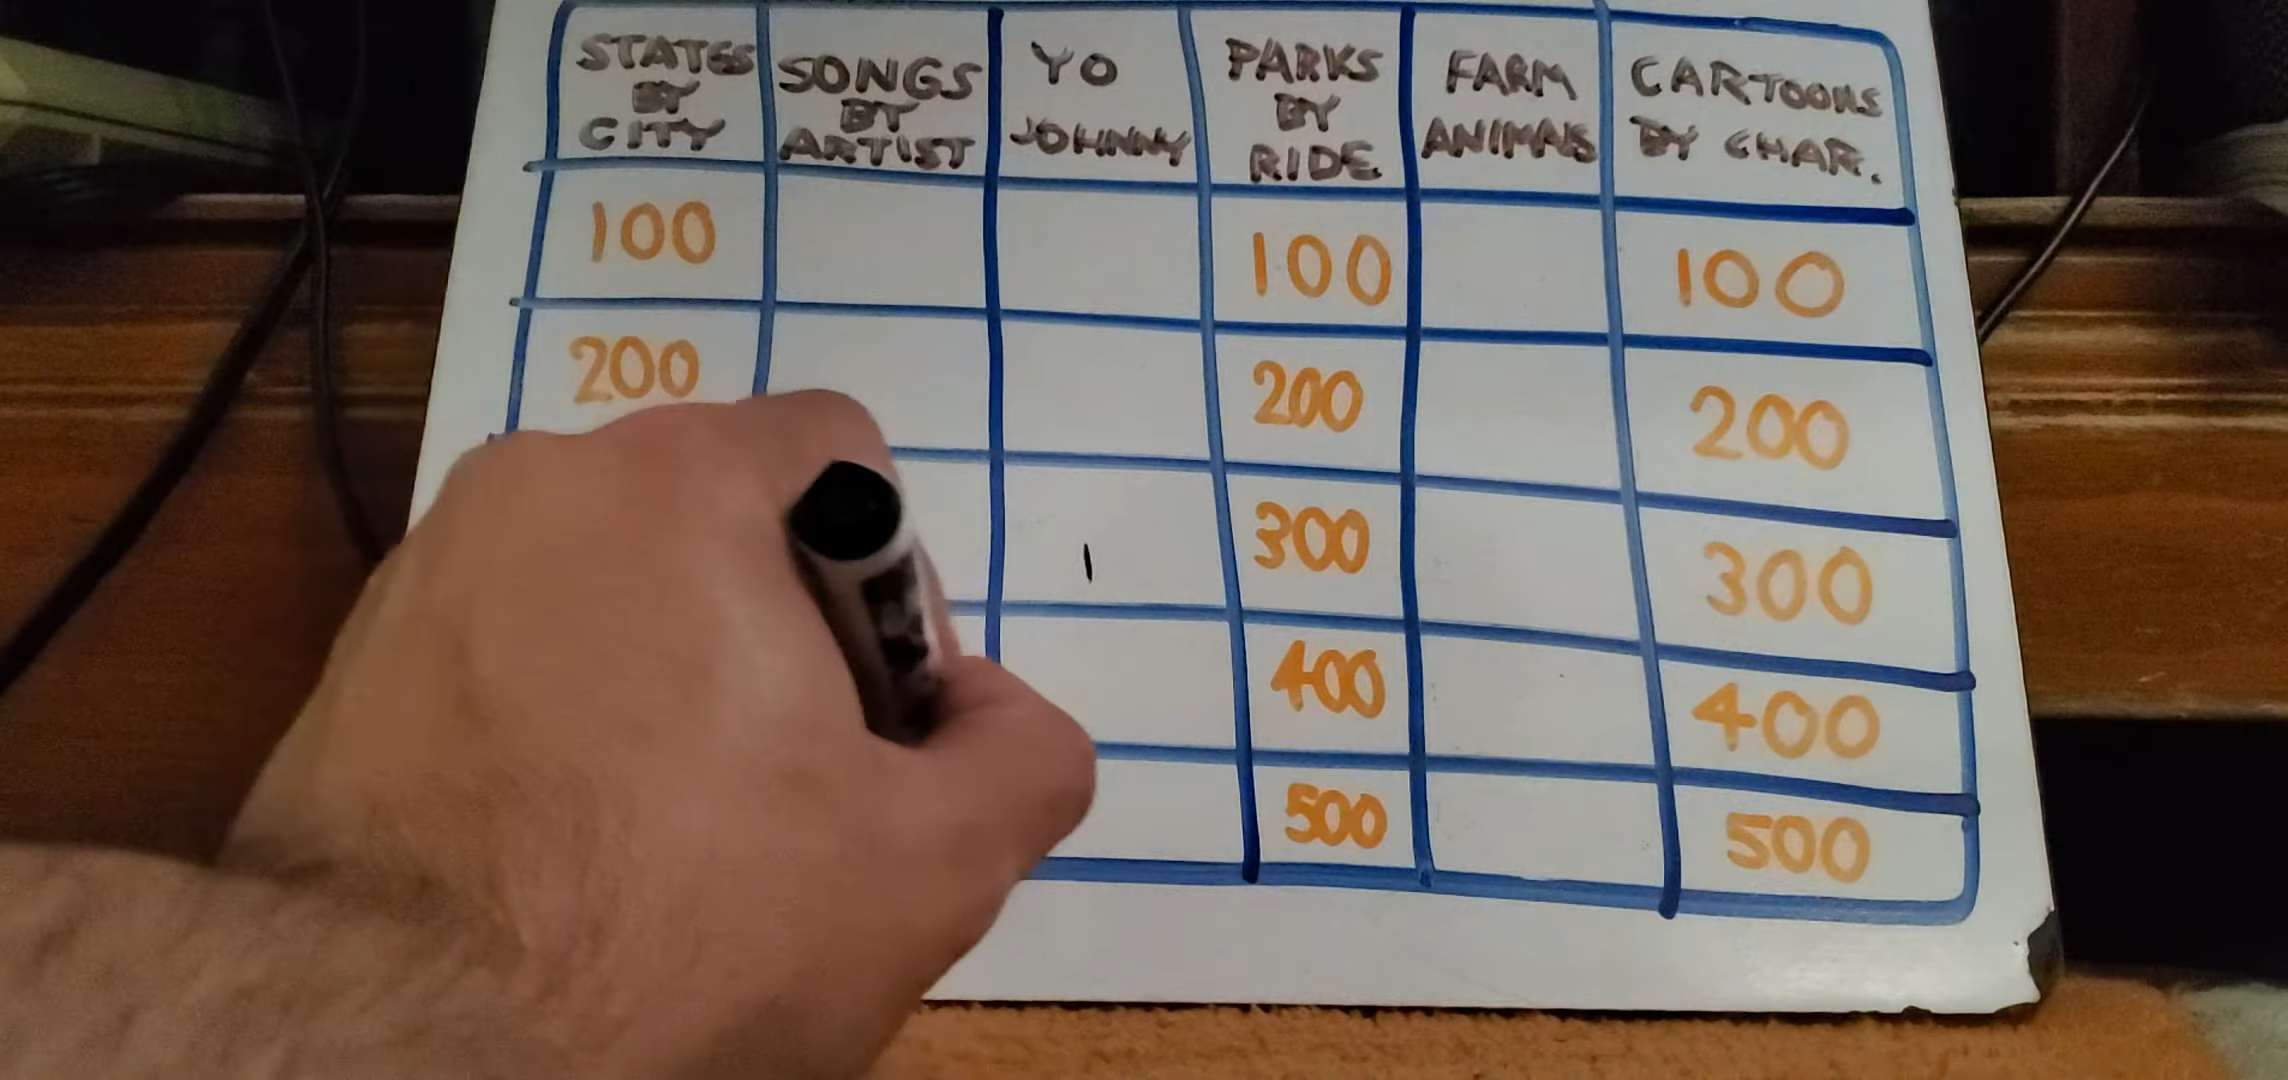 STATES
BY
CITY
SONGS
BY
ARTIST
YO
JOHNNY
PARKS
BY
RIDE
FARM
ANIMALS
CARTOONS
BY CHAR.
100
100
100
200
200
200
300
300
400
400
500
500